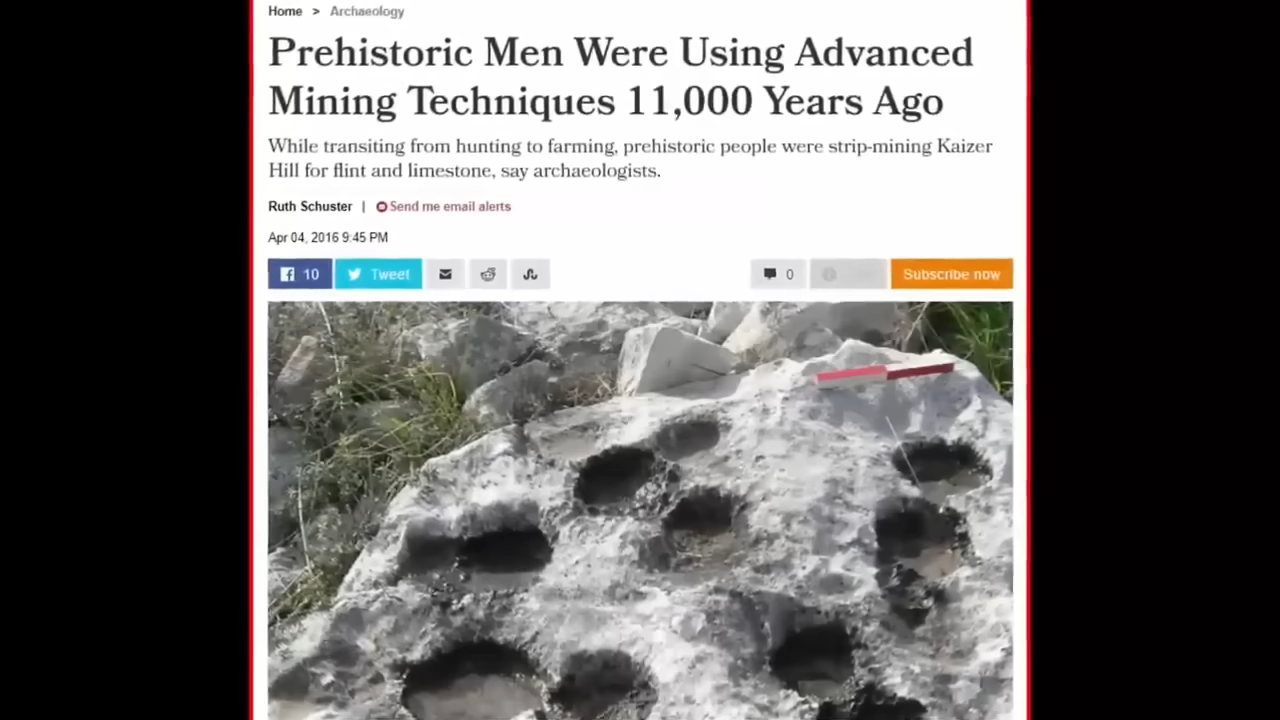 Home > Archaeology
Prehistoric Men Were Using Advanced
Mining Techniques 11,000 Years Ago
While transiting from hunting to farming, prehistoric people were strip-mining Kaizer
Hill for flint and limestone, say archaeologists.
Ruth Schuster | Send me email alerts
Apr 04, 2016 9:45 PM
10 Tweet 0 Subscribe now